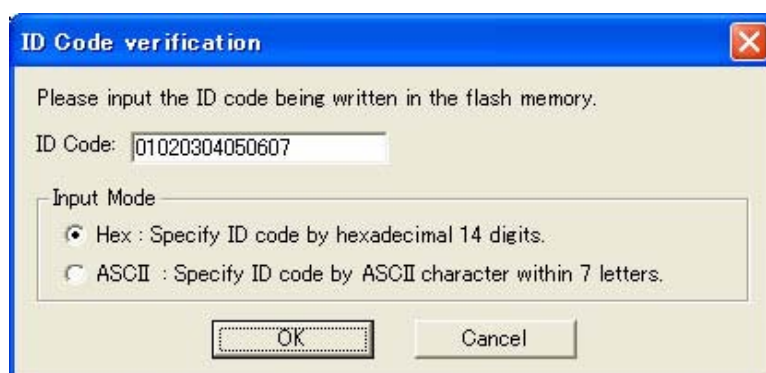 ID Code verification
Please input the ID code being written in the flash memory.
ID Code: 01020304050607
Input Mode
Hex : Specify ID code by hexadecimal 14 digits.
ASCII : Specify ID code by ASCII character within 7 letters.
OK Cancel